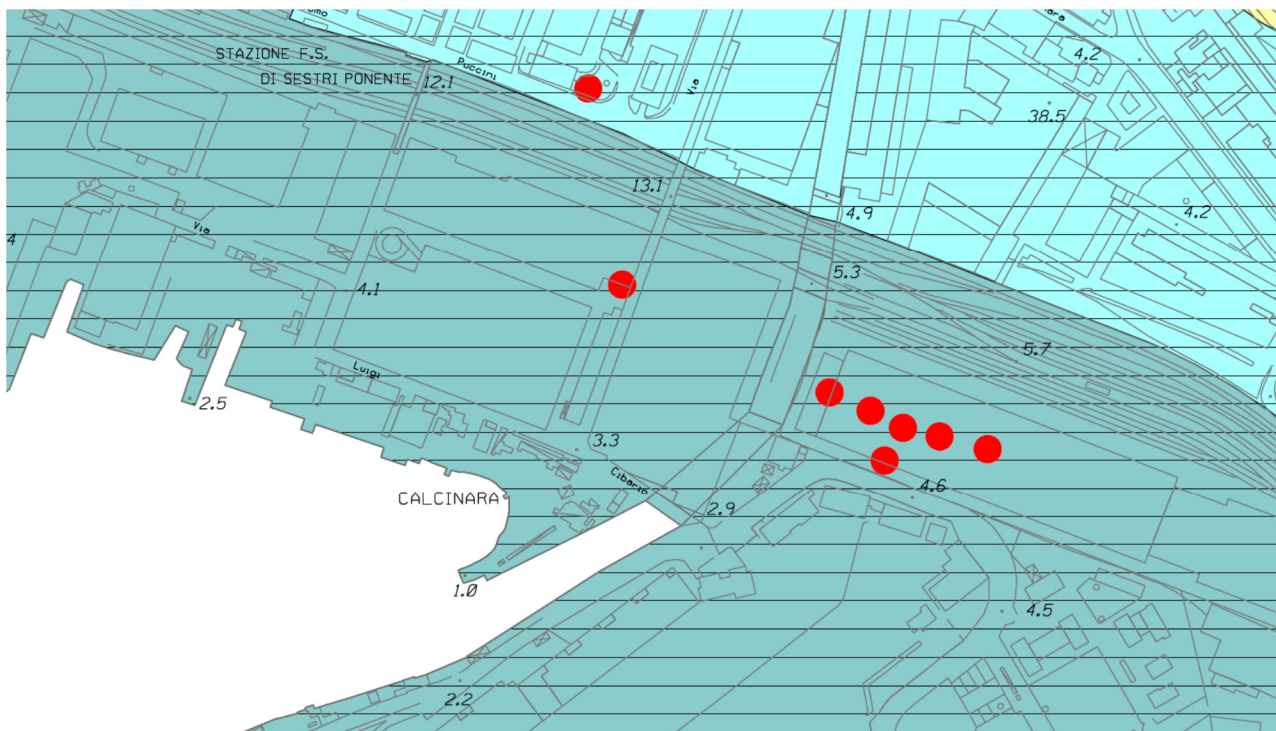 STAZIONE F.S.
DI SESTRI PONENTE
12.1
Puccini
Via
4.2
38.5
13.1
4.9
4.2
Via
4
4.1
5.3
5.7
Luigi
2.5
3.3
Cibario
4.6
CALCINARA
2.9
1.0
4.5
2.2